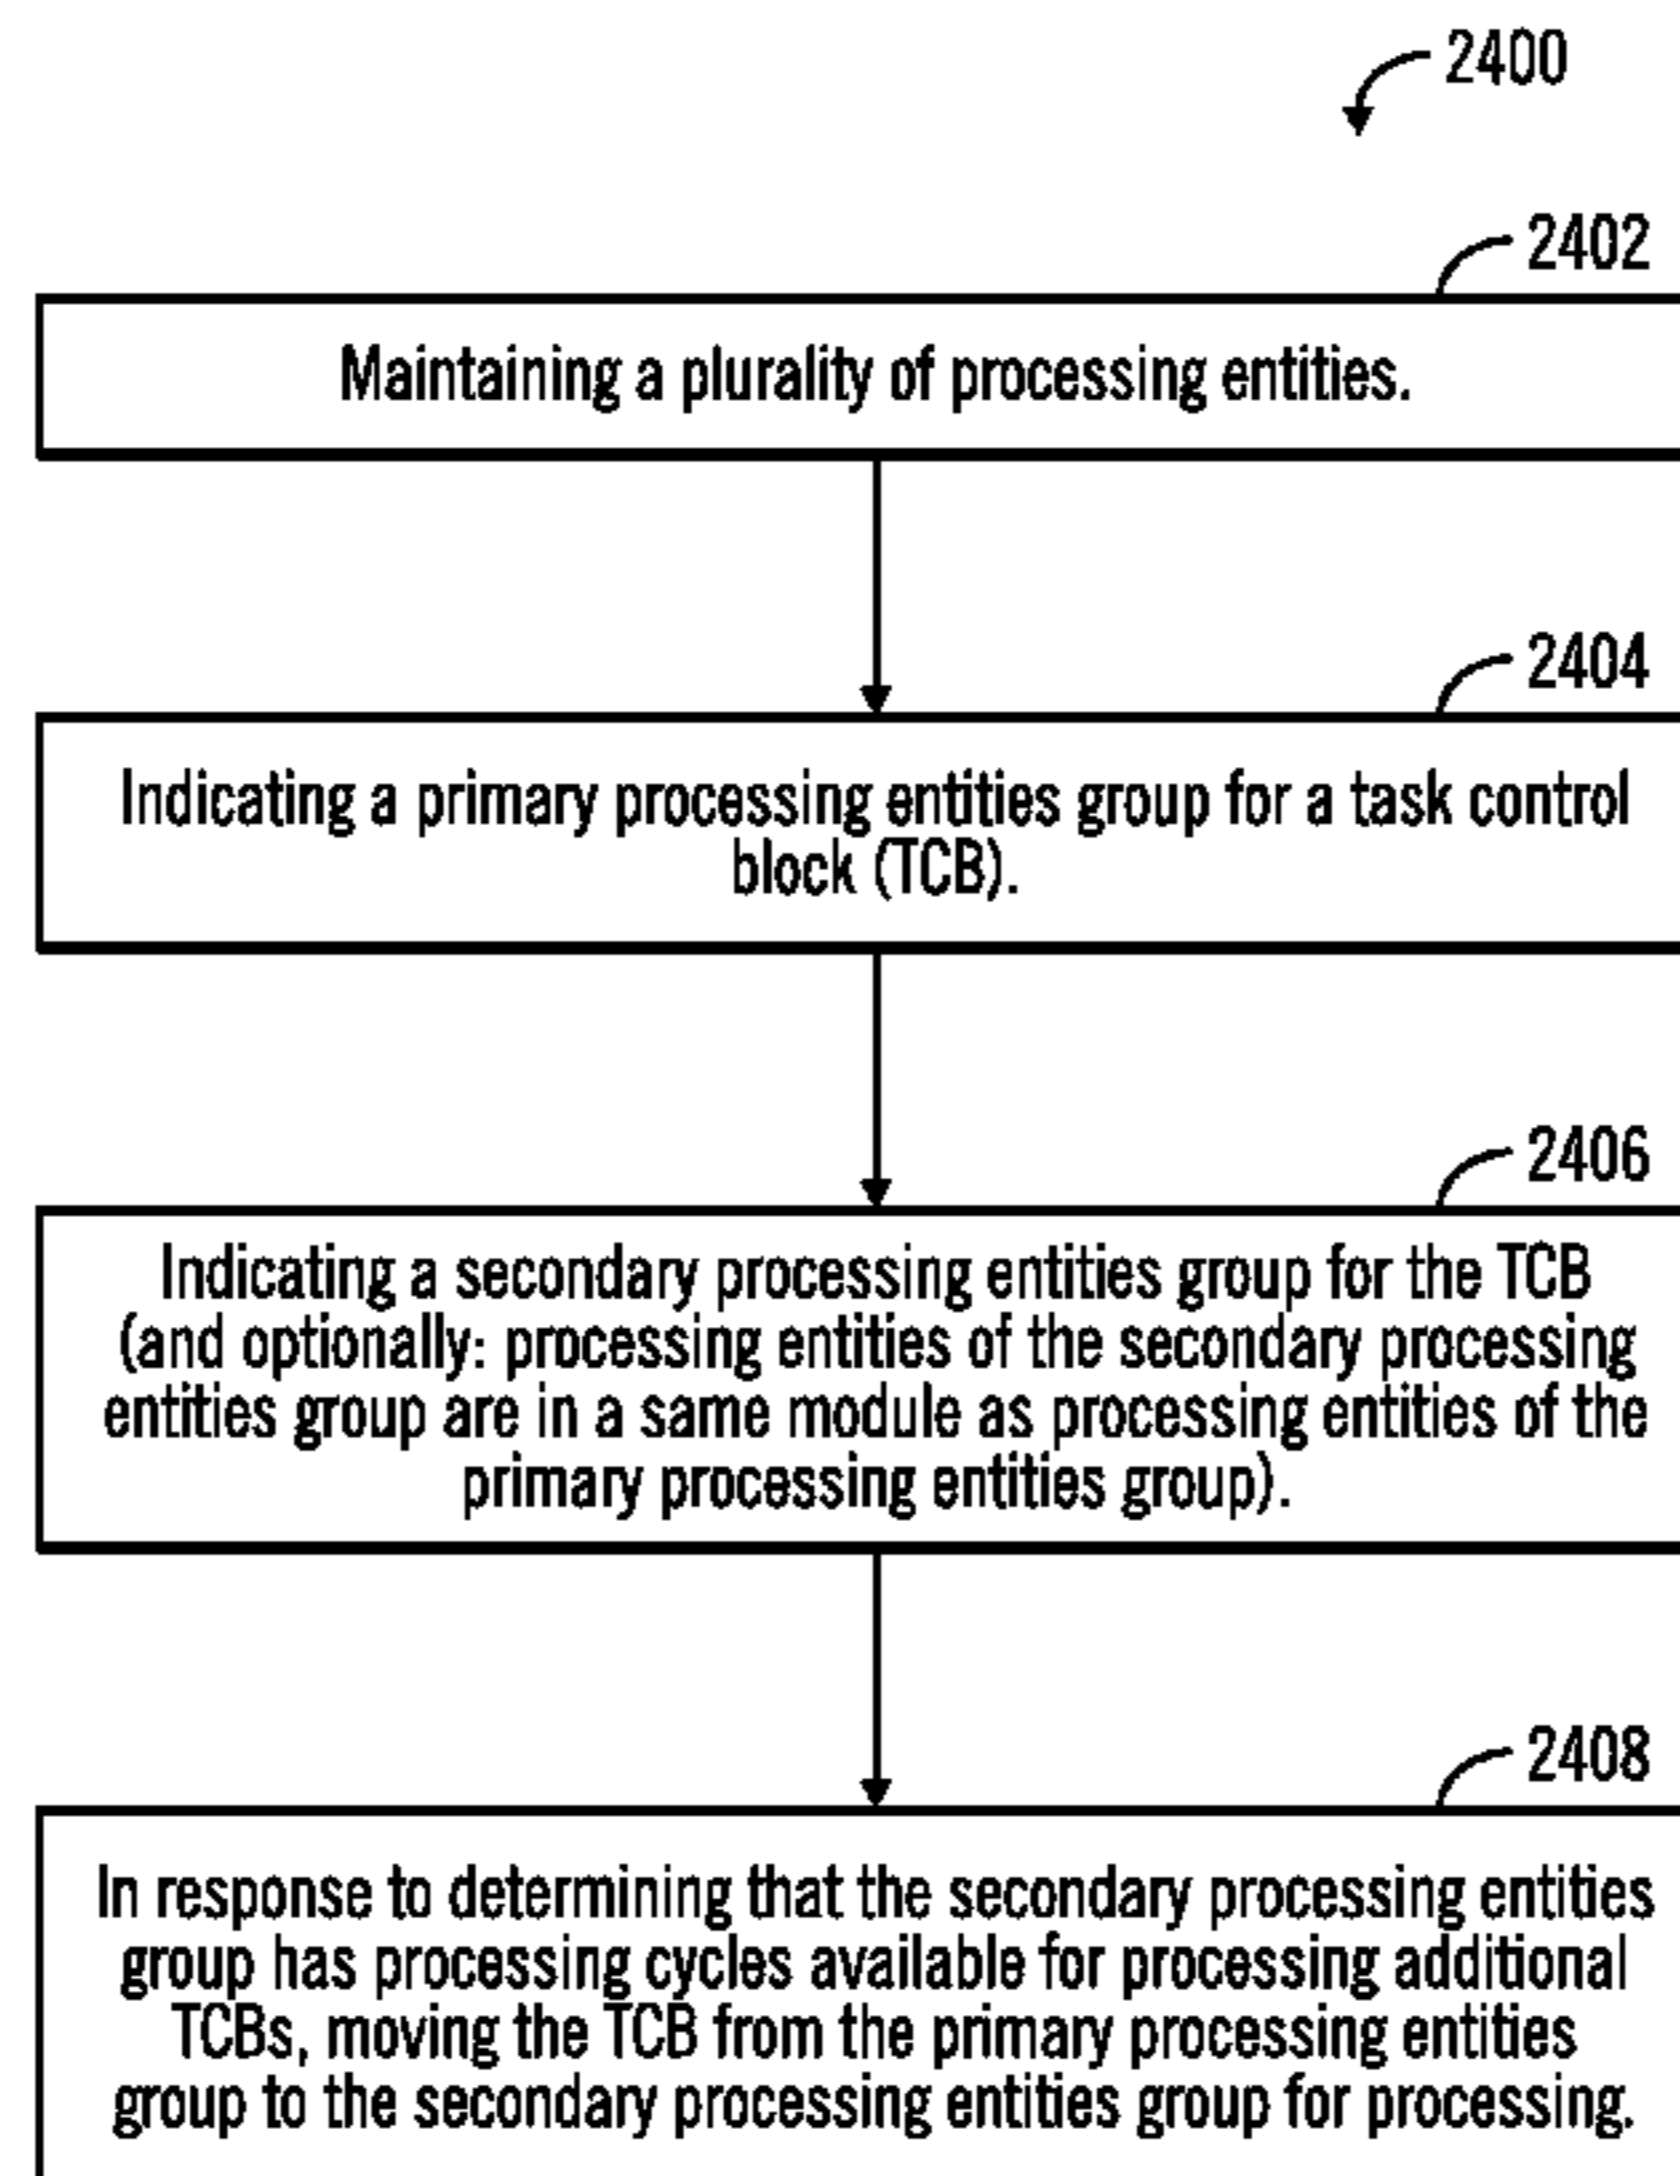 2400
2402
Maintaining a plurality of processing entities.
2404
Indicating a primary processing entities group for a task control
block (TCB).
2406
Indicating a secondary processing entities group for the TCB
(and optionally: processing entities of the secondary processing
entities group are in a same module as processing entities of the
primary processing entities group).
2408
In response to determining that the secondary processing entities
group has processing cycles available for processing additional
TCBs, moving the TCB from the primary processing entities
group to the secondary processing entities group for processing.